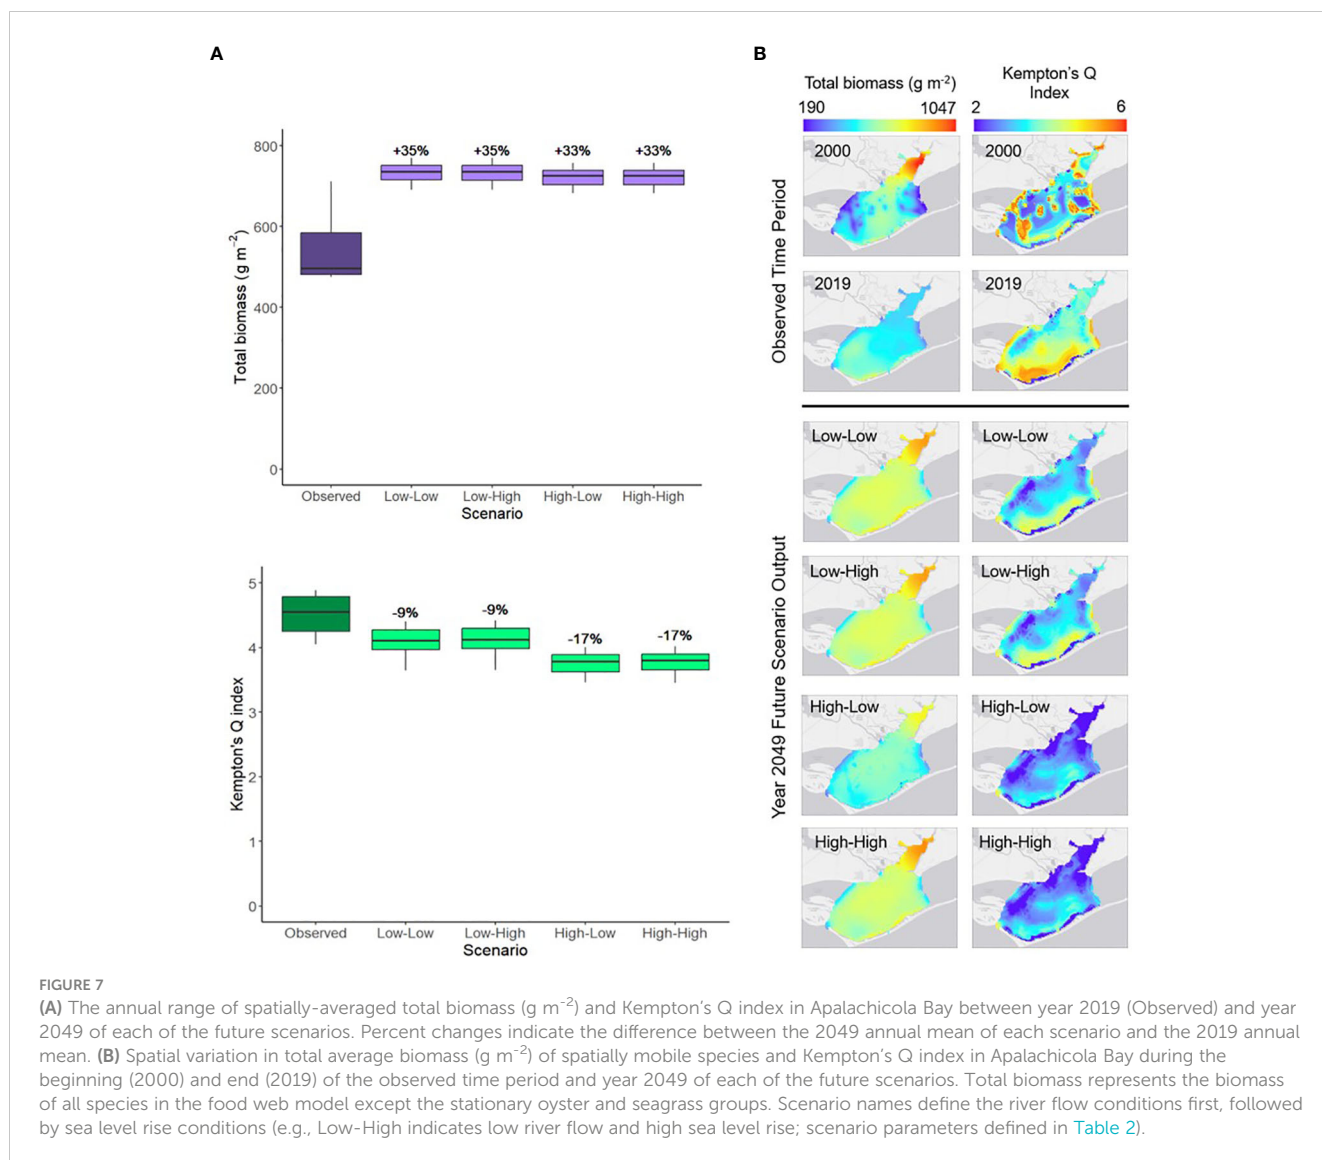 A
B
Total biomass (g m-2)
190 1047
Kempton's Q
Index
2 6
800
600
400
200
0
Total biomass (g m−2)
+35%
+35%
+33%
+33%
Observed Low-Low Low-High High-Low High-High
Scenario
5
4
3
2
1
0
Kempton's Q index
-9%
-9%
-17%
-17%
Observed Low-Low Low-High High-Low High-High
Scenario
Observed Time Period
2000 2000
2019 2019
Year 2049 Future Scenario Output
Low-Low Low-Low
Low-High Low-High
High-Low High-Low
High-High High-High
FIGURE 7
(A) The annual range of spatially-averaged total biomass (g m-2) and Kempton's Q index in Apalachicola Bay between year 2019 (Observed) and year
2049 of each of the future scenarios. Percent changes indicate the difference between the 2049 annual mean of each scenario and the 2019 annual
mean. (B) Spatial variation in total average biomass (g m-2) of spatially mobile species and Kempton's Q index in Apalachicola Bay during the
beginning (2000) and end (2019) of the observed time period and year 2049 of each of the future scenarios. Total biomass represents the biomass
of all species in the food web model except the stationary oyster and seagrass groups. Scenario names define the river flow conditions first, followed
by sea level rise conditions (e.g., Low-High indicates low river flow and high sea level rise; scenario parameters defined in Table 2).